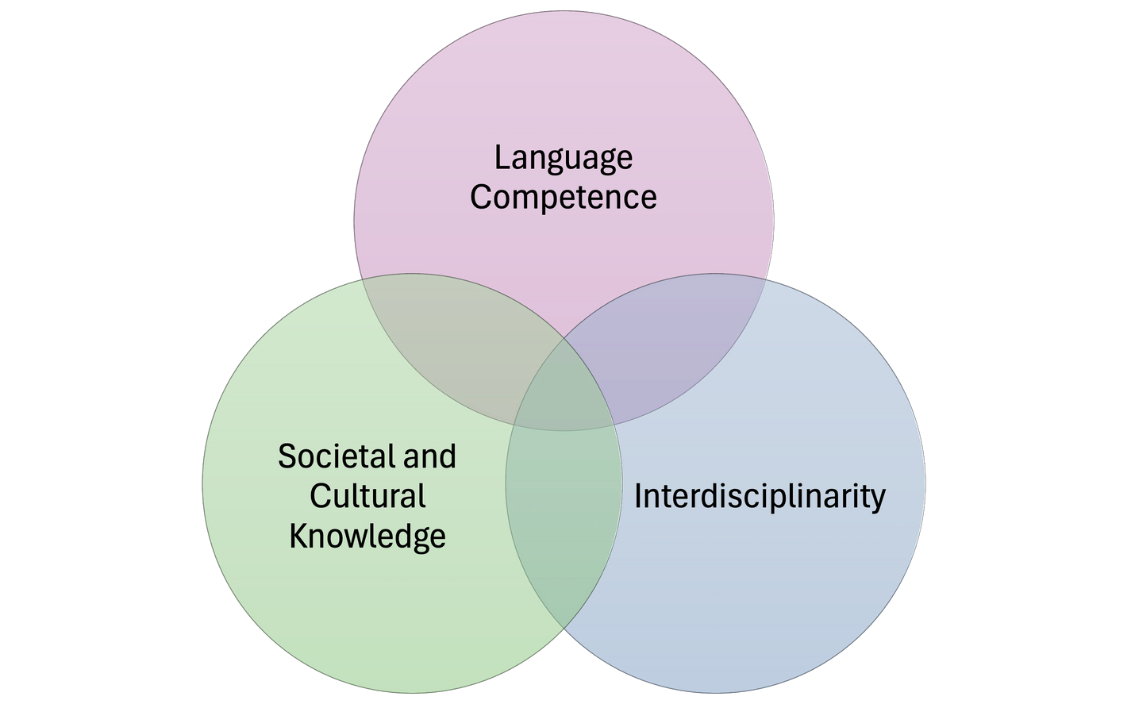 Language
Competence
Societal and
Cultural
Knowledge
Interdisciplinarity